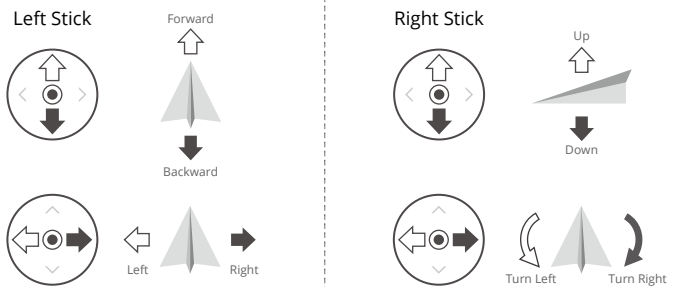 Left Stick
Forward
Backward
Left
Right
Right Stick
Up
Down
Turn Left
Turn Right